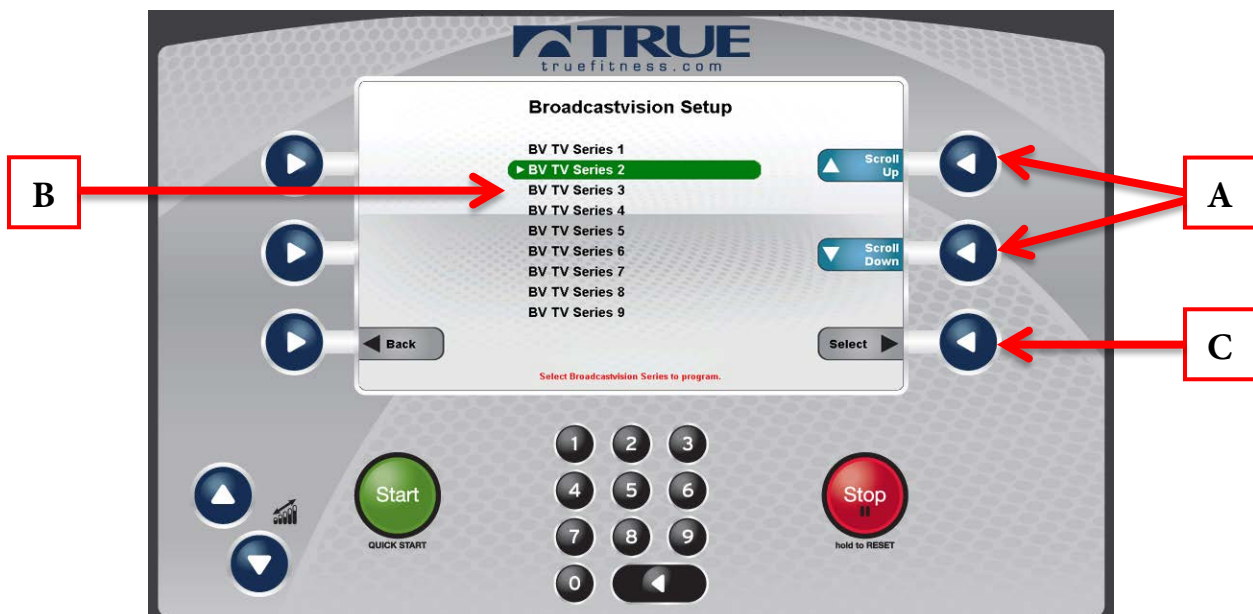 TRUE
truefitness.com
Broadcastvision Setup
BV TV Series 1
BV TV Series 2
BV TV Series 3
BV TV Series 4
BV TV Series 5
BV TV Series 6
BV TV Series 7
BV TV Series 8
BV TV Series 9
Scroll
Up
Scroll
Down
Back
Select
Select Broadcastvision Series to program.
B
A
C
Start
QUICK START
1 2 3
4 5 6
7 8 9
0
Stop
hold to RESET